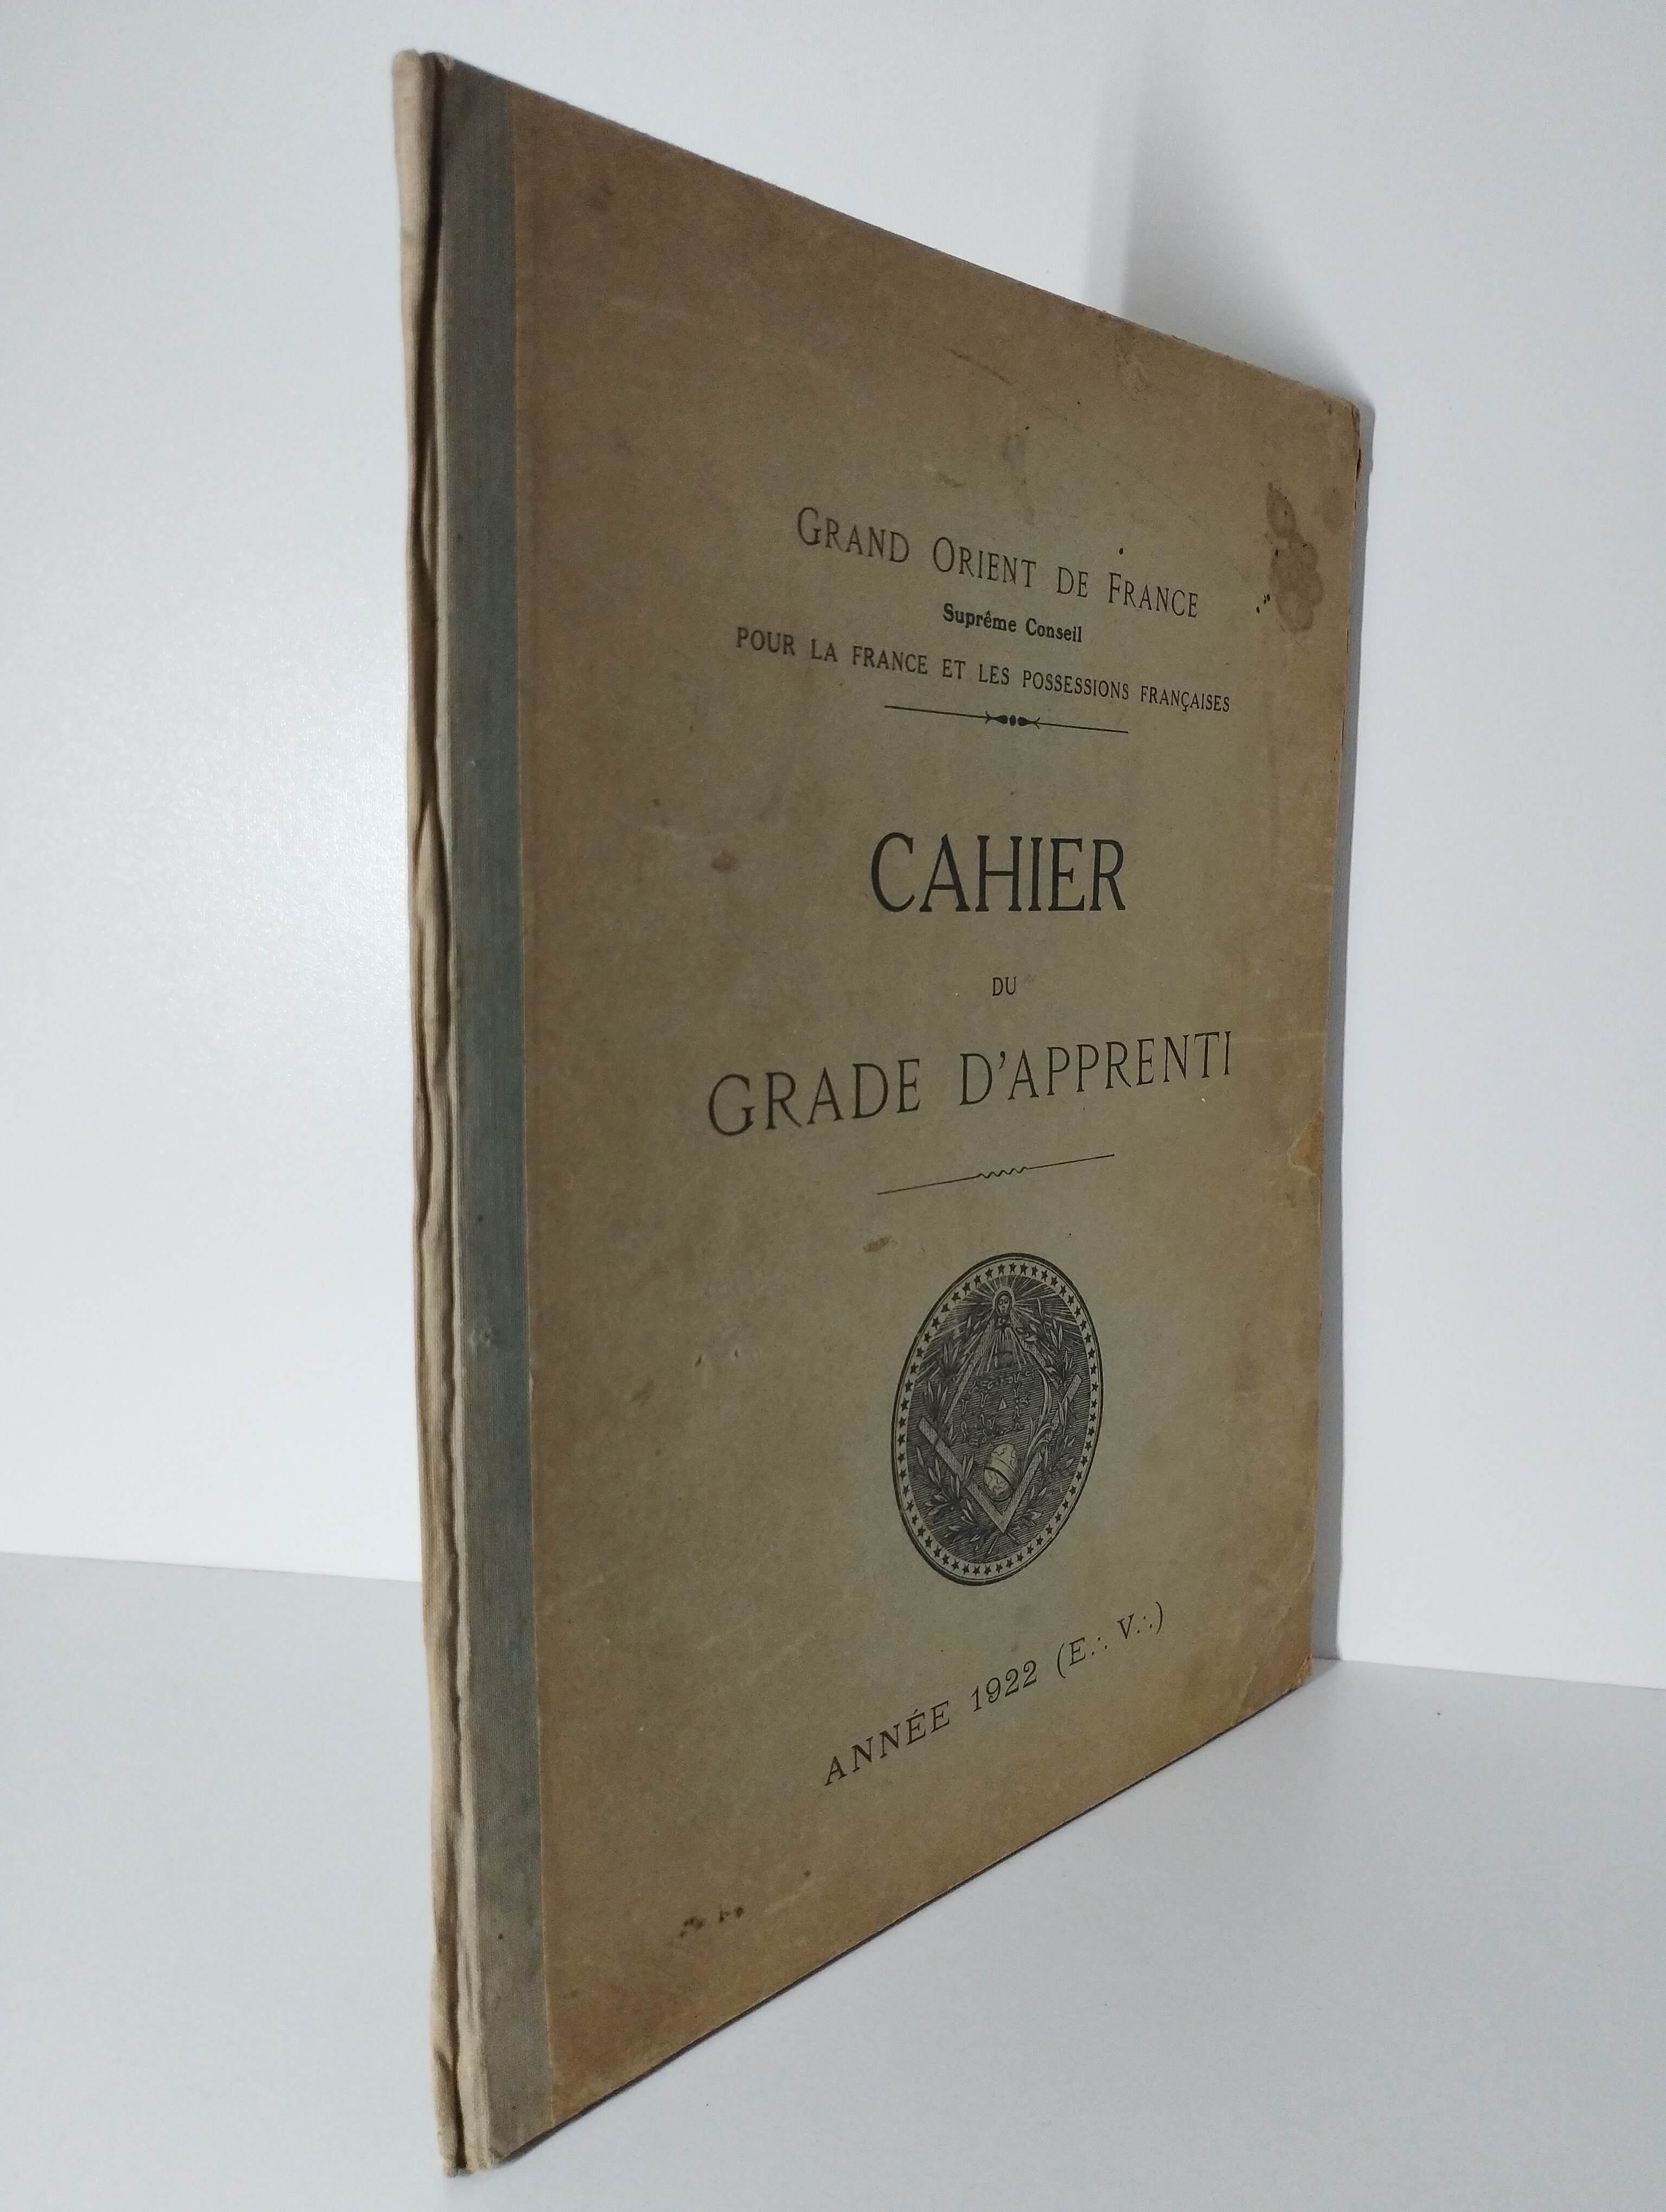 GRAND ORIENT DE FRANCE
Suprême Conseil
POUR LA FRANCE ET LES POSSESSIONS FRANÇAISES
CAHIER
DU
GRADE D'APPRENTI
ANNÉE 1922 (E∴ V∴)